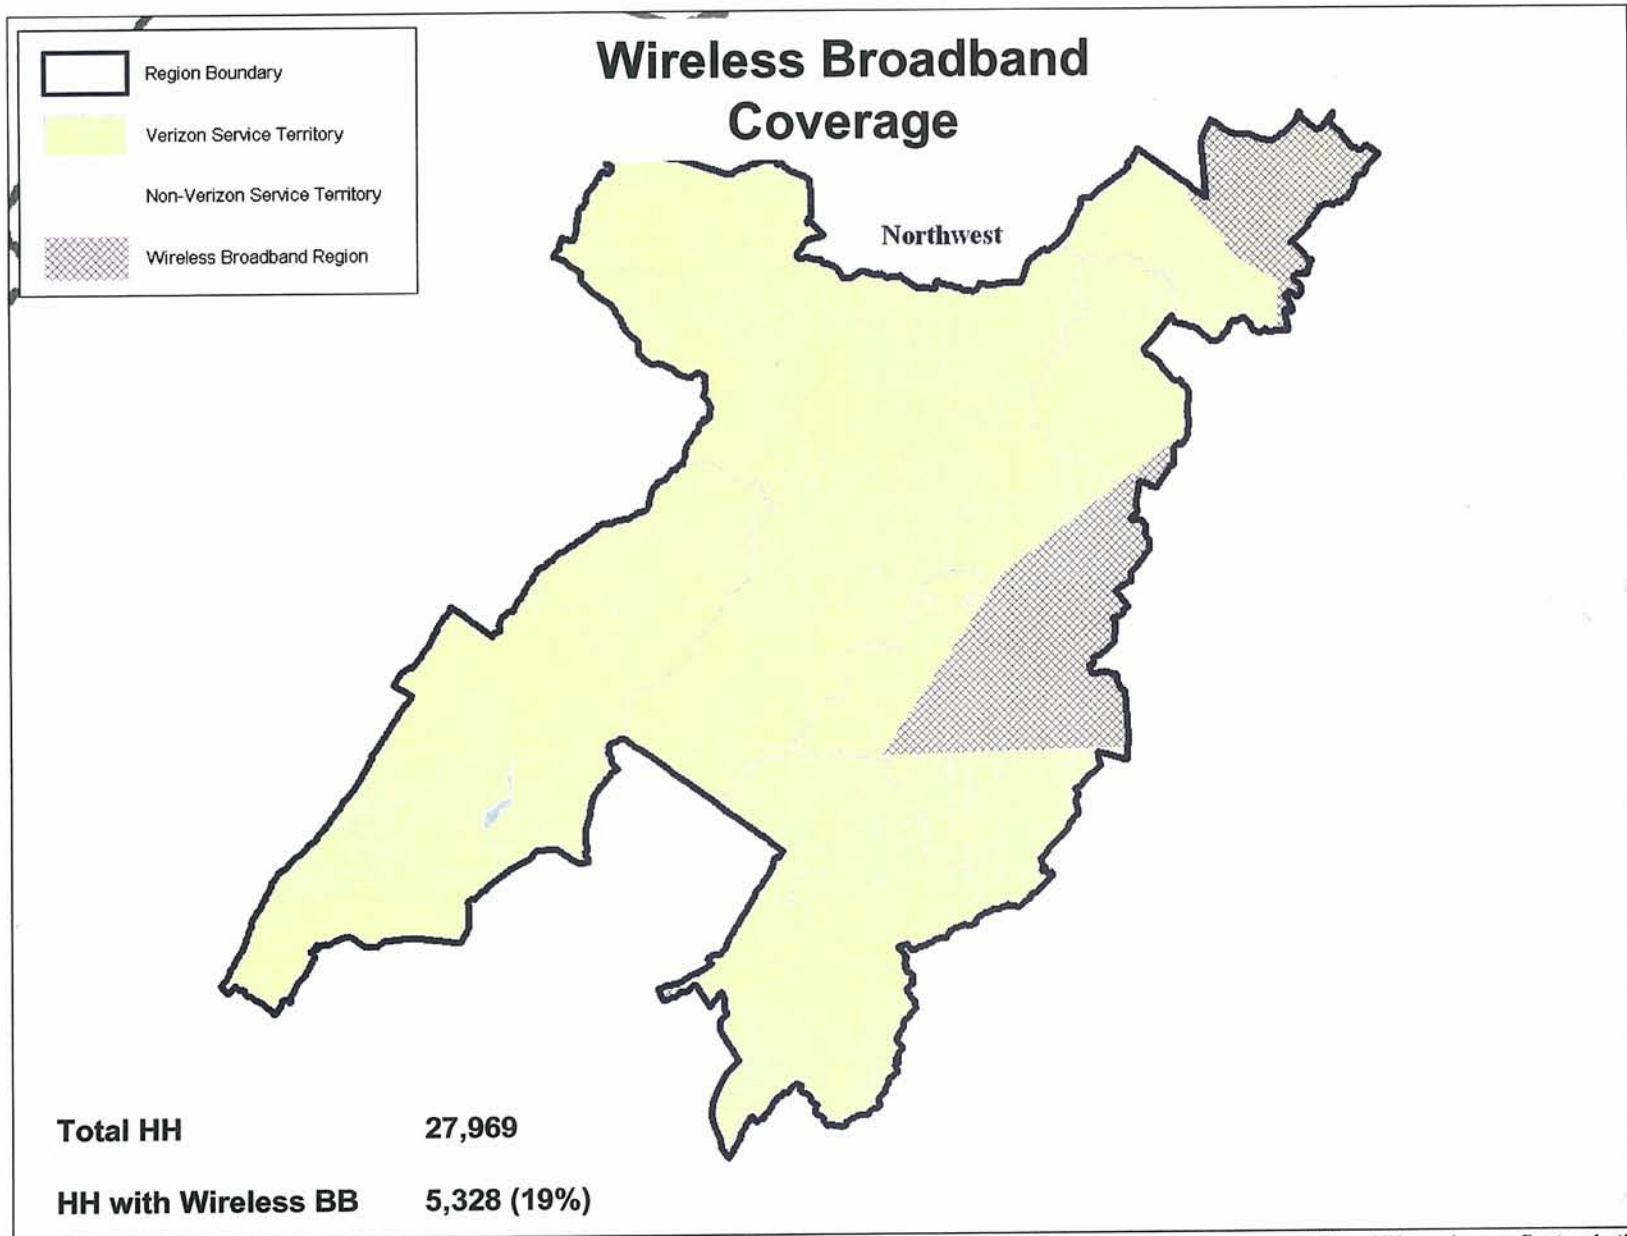 Region Boundary
Verizon Service Territory
Non-Verizon Service Territory
Wireless Broadband Region
Wireless Broadband
Coverage
Northwest
Total HH 27,969
HH with Wireless BB 5,328 (19%)